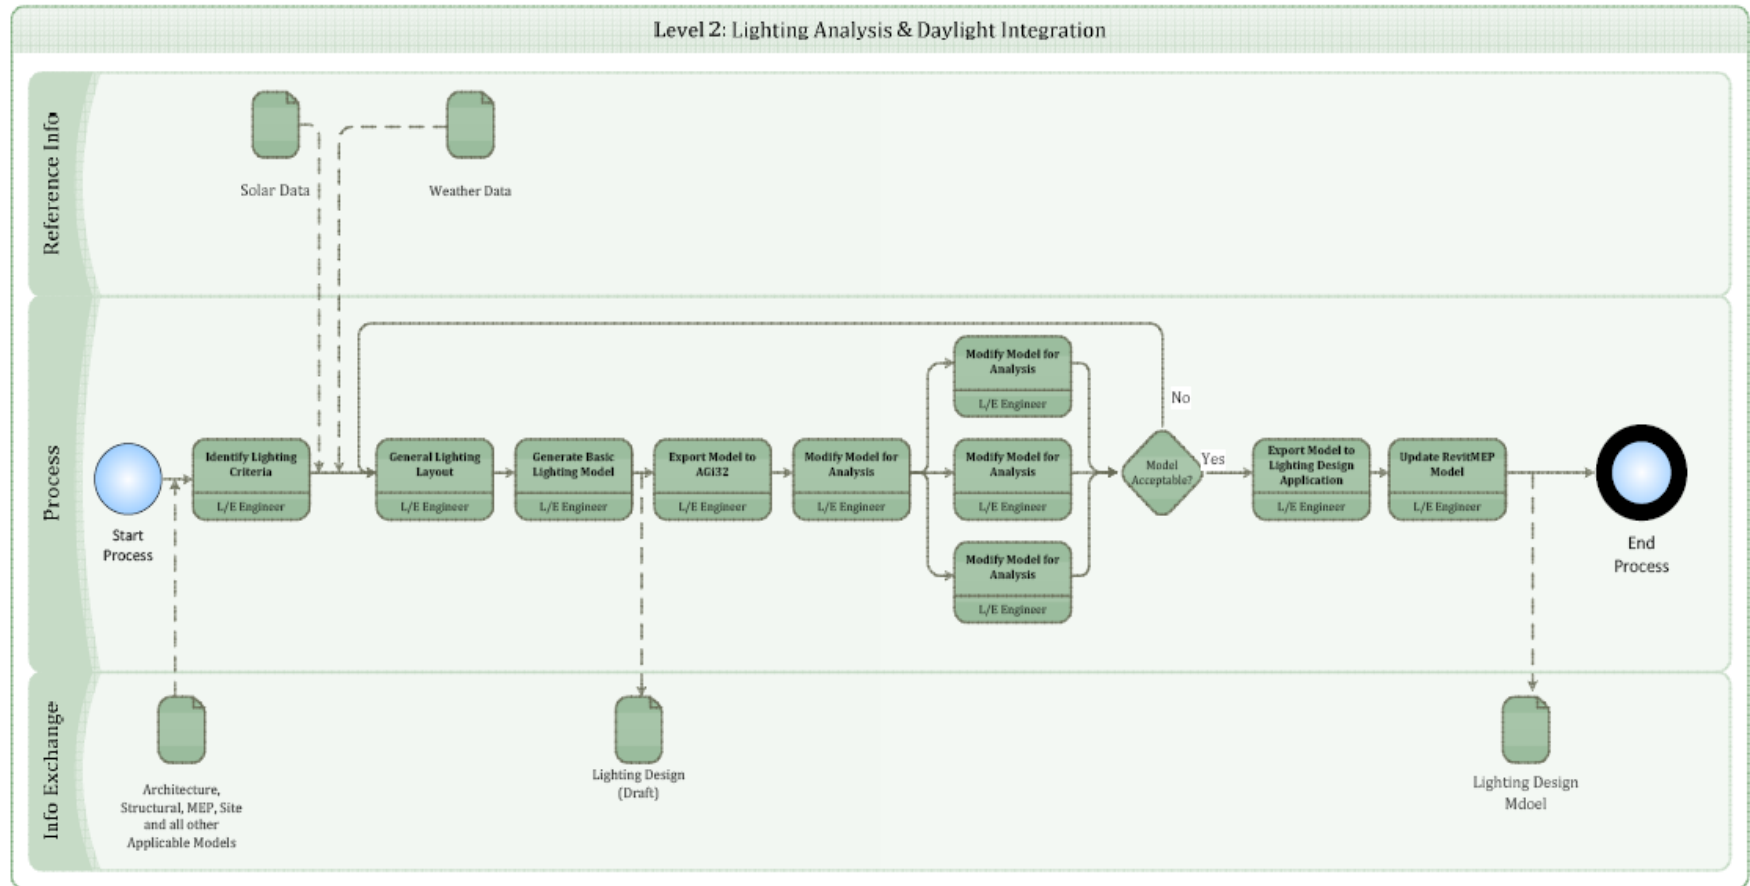 Level 2: Lighting Analysis & Daylight Integration
Reference Info
Solar Data
Weather Data
Process
Start
Process
Identify Lighting
Criteria
L/E Engineer
General Lighting
Layout
L/E Engineer
Generate Basic
Lighting Model
L/E Engineer
Export Model to
AGi32
L/E Engineer
Modify Model for
Analysis
L/E Engineer
Modify Model for
Analysis
L/E Engineer
Modify Model for
Analysis
L/E Engineer
Modify Model for
Analysis
L/E Engineer
Model
Acceptable?
No
Yes
Export Model to
Lighting Design
Application
L/E Engineer
Update RevitMEP
Model
L/E Engineer
End
Process
Info Exchange
Architecture,
Structural, MEP, Site
and all other
Applicable Models
Lighting Design
(Draft)
Lighting Design
Mdoel